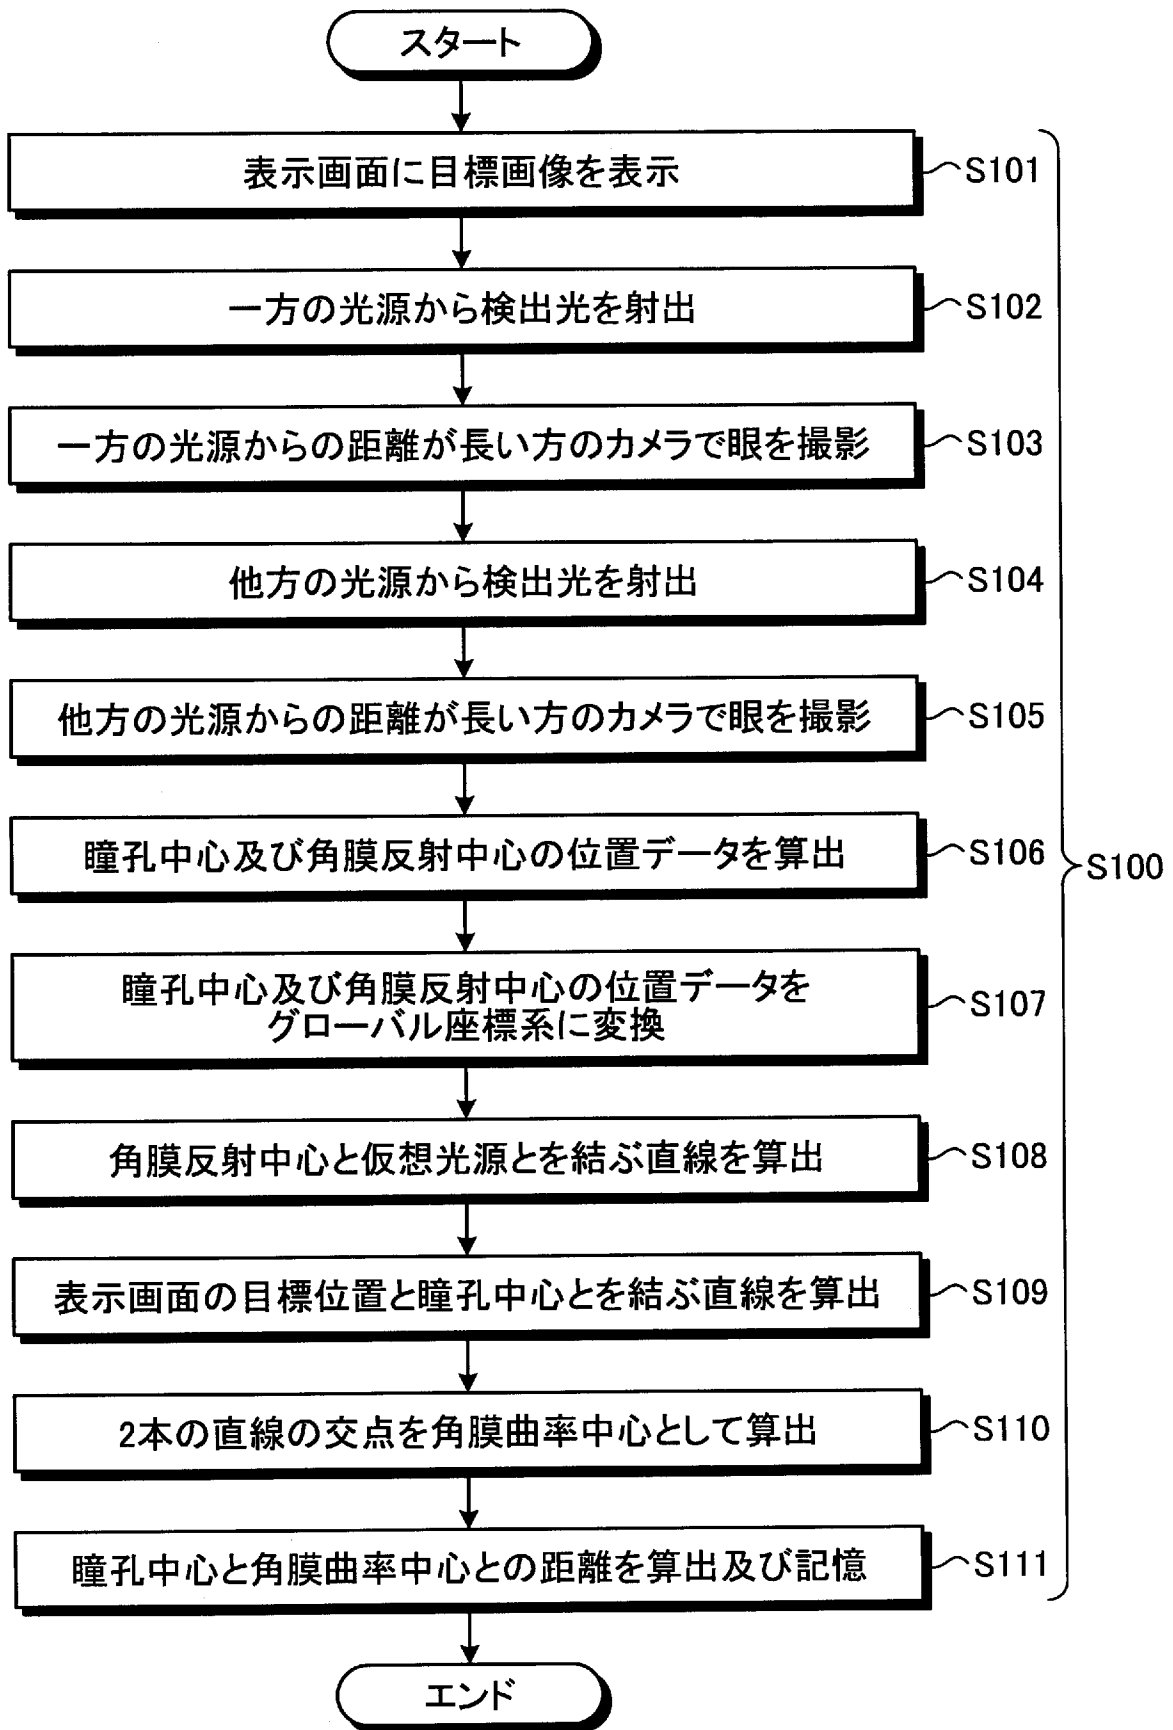 スタート
表示画面に目標画像を表示
S101
一方の光源から検出光を射出
S102
一方の光源からの距離が長い方のカメラで眼を撮影
S103
他方の光源から検出光を射出
S104
他方の光源からの距離が長い方のカメラで眼を撮影
S105
瞳孔中心及び角膜反射中心の位置データを算出
S106
S100
瞳孔中心及び角膜反射中心の位置データを
グローバル座標系に変換
S107
角膜反射中心と仮想光源とを結ぶ直線を算出
S108
表示画面の目標位置と瞳孔中心とを結ぶ直線を算出
S109
2本の直線の交点を角膜曲率中心として算出
S110
瞳孔中心と角膜曲率中心との距離を算出及び記憶
S111
エンド